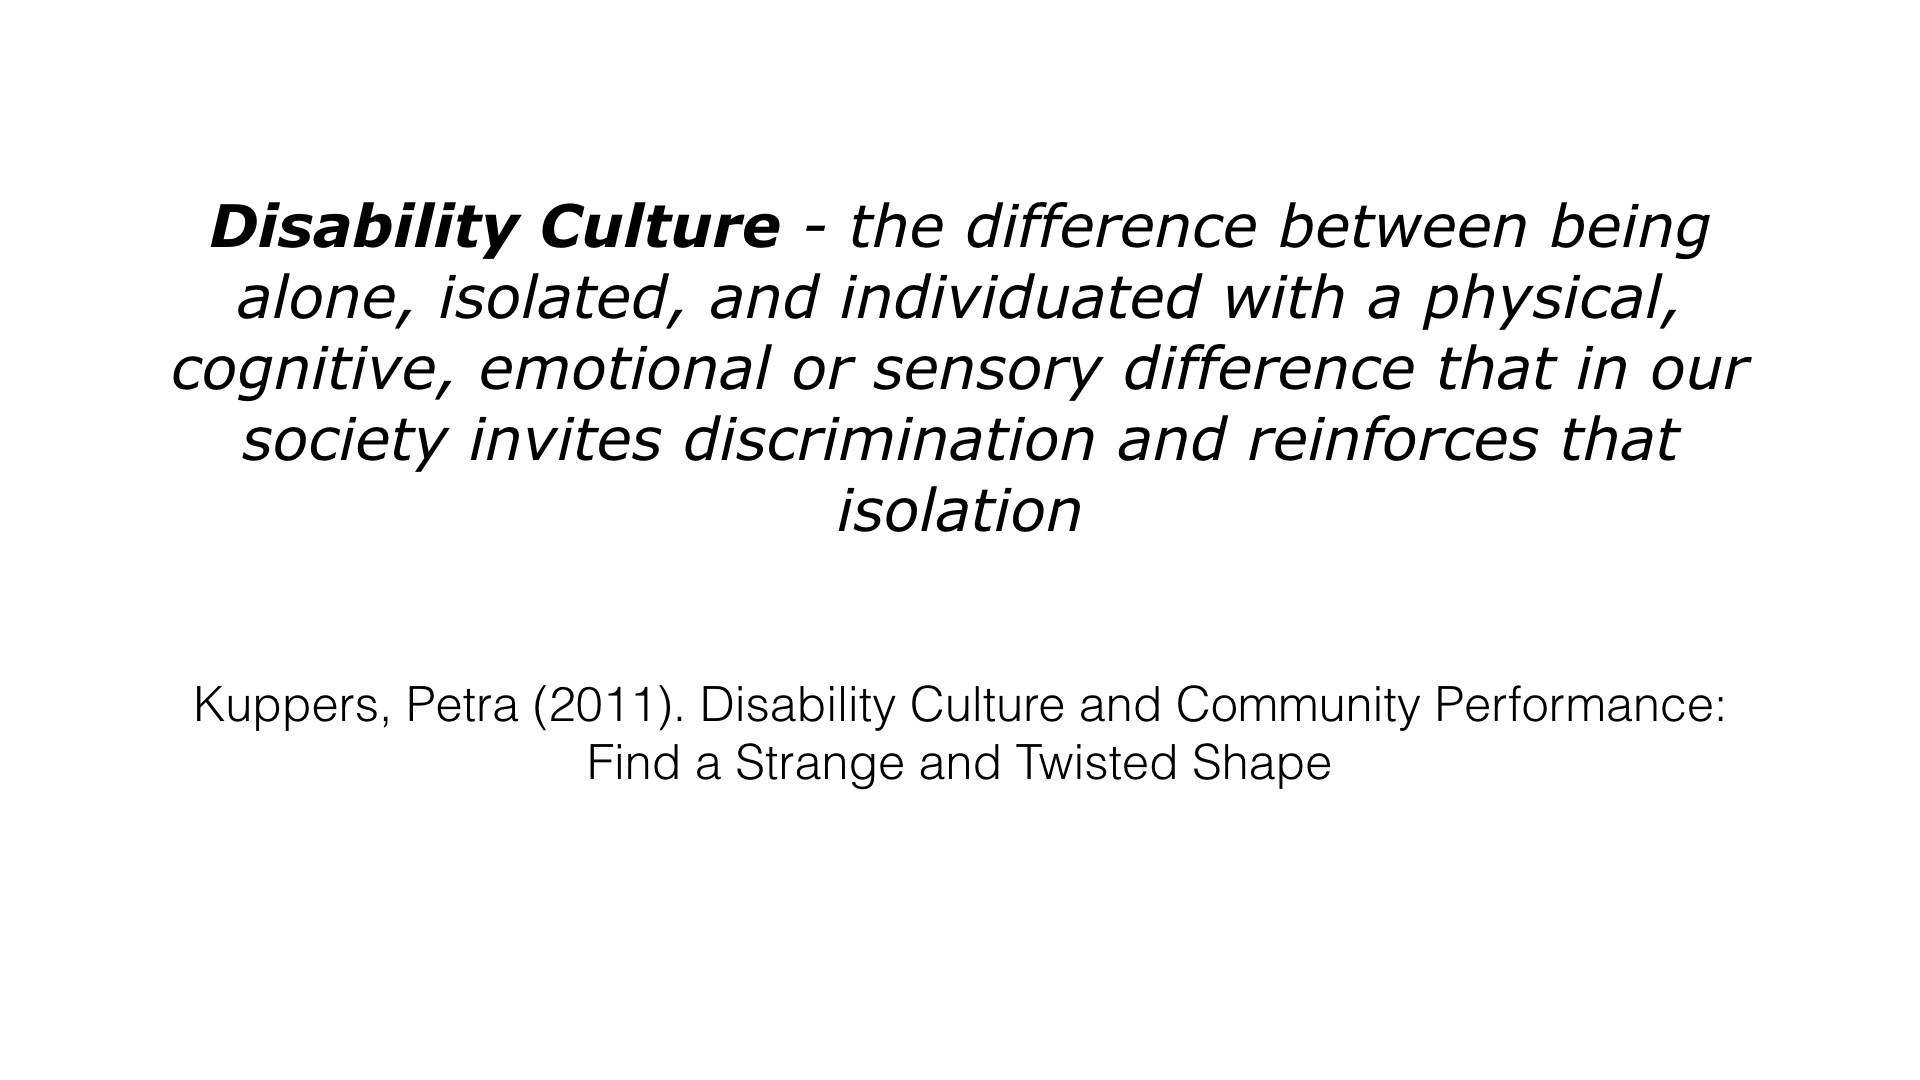 Disability Culture - the difference between being
alone, isolated, and individuated with a physical,
cognitive, emotional or sensory difference that in our
society invites discrimination and reinforces that
isolation
Kuppers, Petra (2011). Disability Culture and Community Performance:
Find a Strange and Twisted Shape